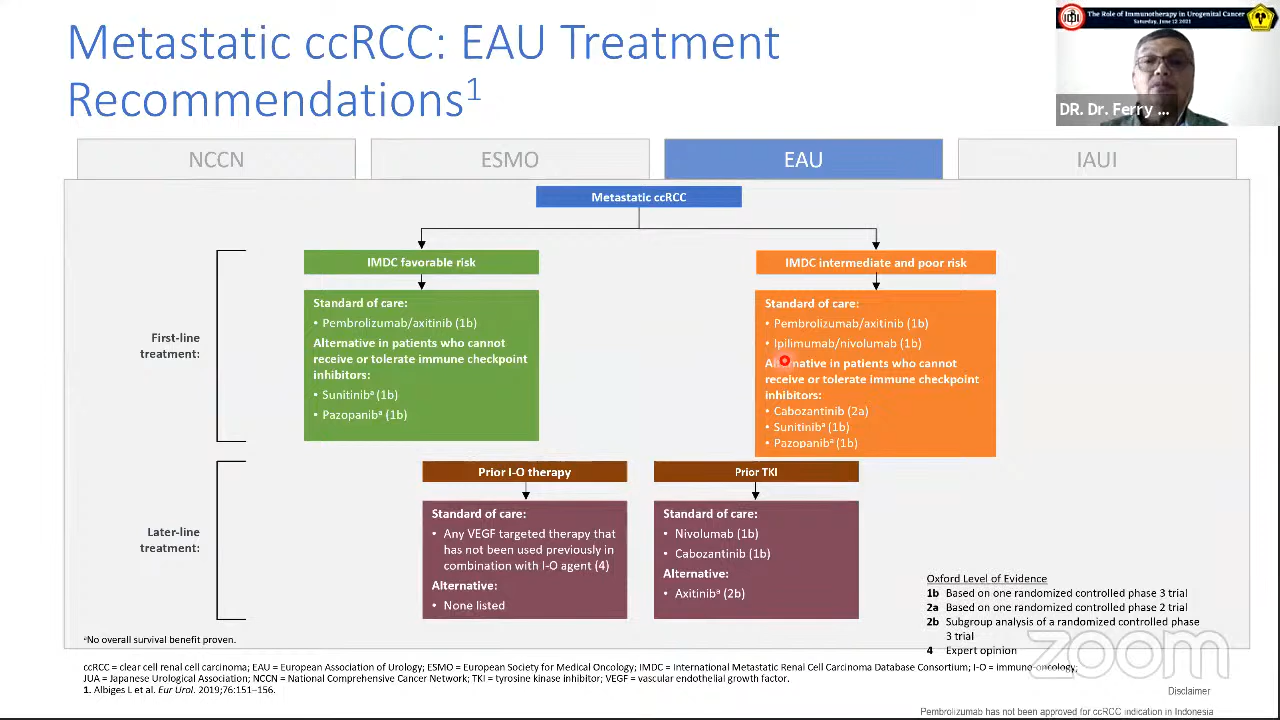 Metastatic ccRCC: EAU Treatment
Recommendations1
The Role of Immunotherapy in Urogenital Cancer
Saturday, June 12 2021
DR. Dr. Ferry ...
NCCN
ESMO
EAU
IAUI
Metastatic ccRCC
IMDC favorable risk
IMDC intermediate and poor risk
First-line
treatment:
Standard of care:
• Pembrolizumab/axitinib (1b)
Alternative in patients who cannot
receive or tolerate immune checkpoint
inhibitors:
• Sunitinibª (1b)
• Pazopanibª (1b)
Standard of care:
• Pembrolizumab/axitinib (1b)
• Ipilimumab/nivolumab (1b)
Alternative in patients who cannot
receive or tolerate immune checkpoint
inhibitors:
• Cabozantinib (2a)
• Sunitinibª (1b)
• Pazopanibª (1b)
Later-line
treatment:
Prior I-O therapy
Standard of care:
• Any VEGF targeted therapy that
has not been used previously in
combination with I-O agent (4)
Alternative:
• None listed
Prior TKI
Standard of care:
• Nivolumab (1b)
• Cabozantinib (1b)
Alternative:
• Axitinibª (2b)
Oxford Level of Evidence
1b Based on one randomized controlled phase 3 trial
2a Based on one randomized controlled phase 2 trial
2b Subgroup analysis of a randomized controlled phase
3 trial
4 Expert opinion
zoom
ªNo overall survival benefit proven.
ccRCC = clear cell renal cell carcinoma; EAU = European Association of Urology; ESMO = European Society for Medical Oncology; IMDC = International Metastatic Renal Cell Carcinoma Database Consortium; I-O = immuno-oncology;
JUA = Japanese Urological Association; NCCN = National Comprehensive Cancer Network; TKI = tyrosine kinase inhibitor; VEGF = vascular endothelial growth factor.
1. Albiges L et al. Eur Urol. 2019;76:151–156.
Disclaimer
Pembrolizumab has not been approved for ccRCC indication in Indonesia